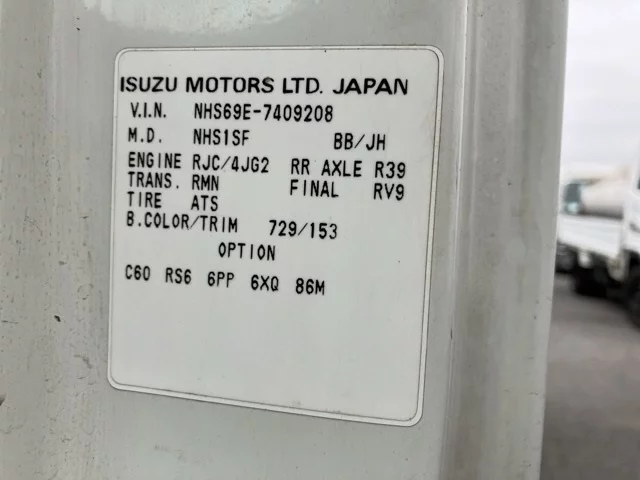 ISUZU MOTORS LTD. JAPAN
V.I.N. NHS69E-7409208
M.D. NHS1SF BB/JH
ENGINE RJC/4JG2 RR AXLE R39
TRANS. RMN FINAL RV9
TIRE ATS
B.COLOR/TRIM 729/153
OPTION
C60 RS6 6PP 6XQ 86M